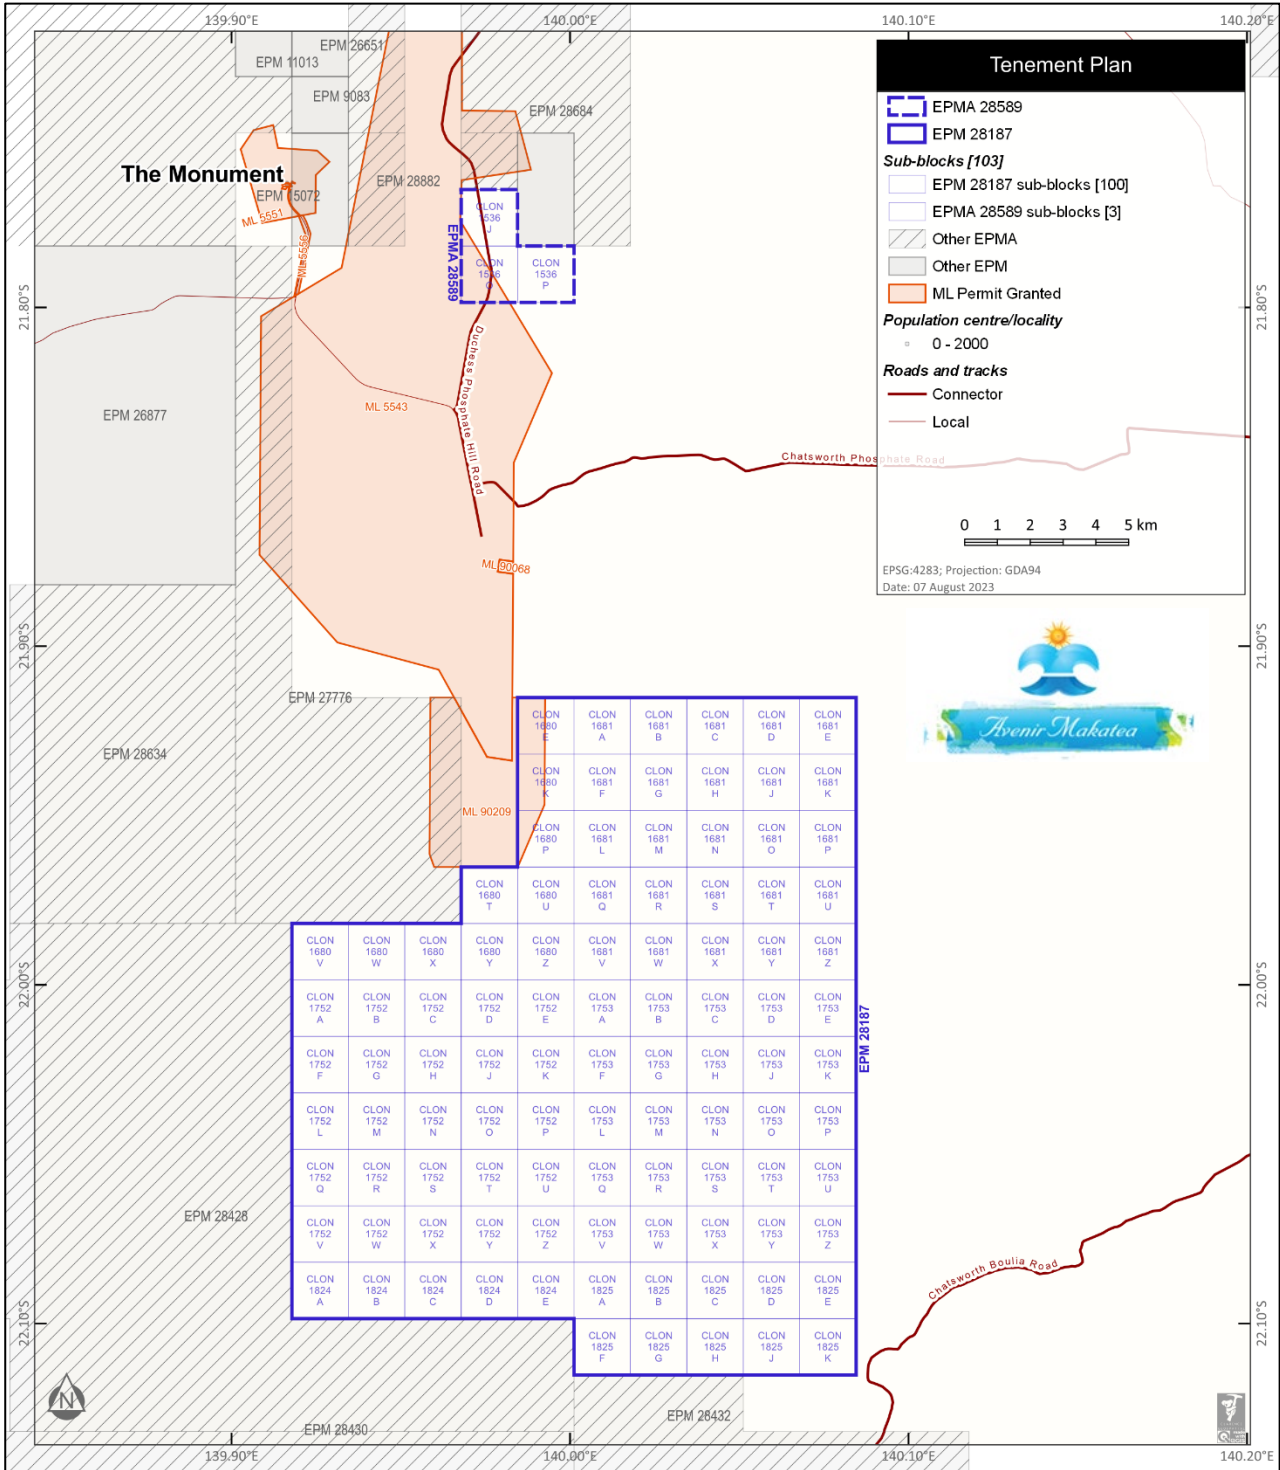 139.90°E
140.00°E
140.10°E
140.20°E
EPM 26651
EPM 11013
EPM 9083
EPM 28684
The Monument
EPM 15072
EPM 28882
ML 5551
ML 5556
EPMA 28589
CLON
1536
J
CLON
1536
O
CLON
1536
P
Tenement Plan
EPMA 28589
EPM 28187
Sub-blocks [103]
EPM 28187 sub-blocks [100]
EPMA 28589 sub-blocks [3]
Other EPMA
Other EPM
ML Permit Granted
Population centre/locality
0 - 2000
Roads and tracks
Connector
Local
0 1 2 3 4 5 km
EPSG:4283; Projection: GDA94
Date: 07 August 2023
21.80°S
21.80°S
EPM 26877
ML 5543
Duchess Phosphate Hill Road
Chatsworth Phosphate Road
ML 90068
21.90°S
21.90°S
Avenir Makatea
EPM 27776
EPM 28634
ML 90209
CLON CLON CLON CLON CLON CLON
1680 1681 1681 1681 1681 1681
E A B C D E
CLON CLON CLON CLON CLON CLON
1680 1681 1681 1681 1681 1681
K F G H J K
CLON CLON CLON CLON CLON CLON
1680 1681 1681 1681 1681 1681
P L M N O P
CLON CLON CLON CLON CLON CLON CLON
1680 1680 1681 1681 1681 1681 1681
T U Q R S T U
CLON CLON CLON CLON CLON CLON CLON CLON CLON CLON
1680 1680 1680 1680 1680 1681 1681 1681 1681 1681
V W X Y Z V W X Y Z
22.00°S
22.00°S
CLON CLON CLON CLON CLON CLON CLON CLON CLON CLON
1752 1752 1752 1752 1752 1753 1753 1753 1753 1753
A B C D E A B C D E
EPM 28187
CLON CLON CLON CLON CLON CLON CLON CLON CLON CLON
1752 1752 1752 1752 1752 1753 1753 1753 1753 1753
F G H J K F G H J K
CLON CLON CLON CLON CLON CLON CLON CLON CLON CLON
1752 1752 1752 1752 1752 1753 1753 1753 1753 1753
L M N O P L M N O P
CLON CLON CLON CLON CLON CLON CLON CLON CLON CLON
1752 1752 1752 1752 1752 1753 1753 1753 1753 1753
Q R S T U Q R S T U
EPM 28428
CLON CLON CLON CLON CLON CLON CLON CLON CLON CLON
1752 1752 1752 1752 1752 1753 1753 1753 1753 1753
V W X Y Z V W X Y Z
Chatsworth Boulia Road
CLON CLON CLON CLON CLON CLON CLON CLON CLON CLON
1824 1824 1824 1824 1824 1825 1825 1825 1825 1825
A B C D E A B C D E
22.10°S
22.10°S
CLON CLON CLON CLON CLON
1825 1825 1825 1825 1825
F G H J K
N
EPM 28432
EPM 28430
139.90°E
140.00°E
140.10°E
140.20°E